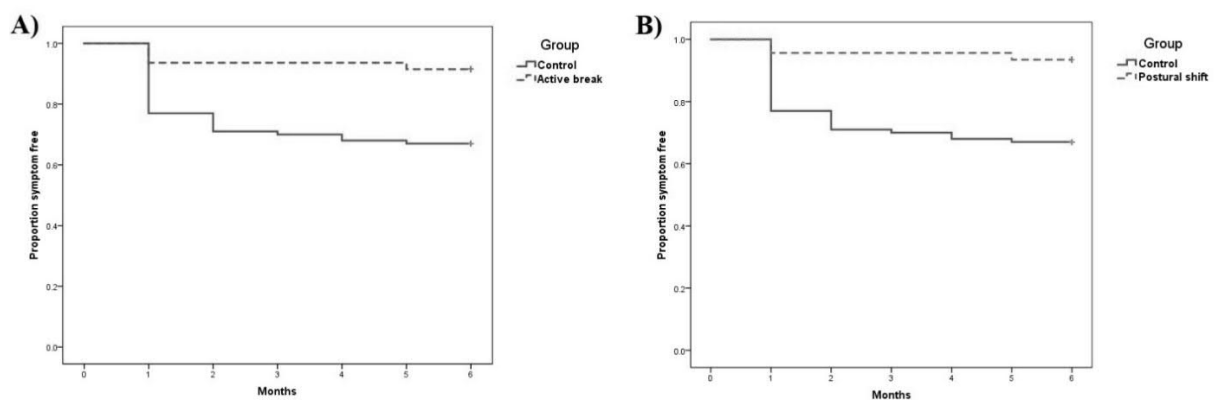 A)
Proportion symptom free
1.0
0.8
0.6
0.4
0.2
0.0
0 1 2 3 4 5 6
Months
Group
Control
Active break
B)
Proportion symptom free
1.0
0.8
0.6
0.4
0.2
0.0
0 1 2 3 4 5 6
Months
Group
Control
Postural shift